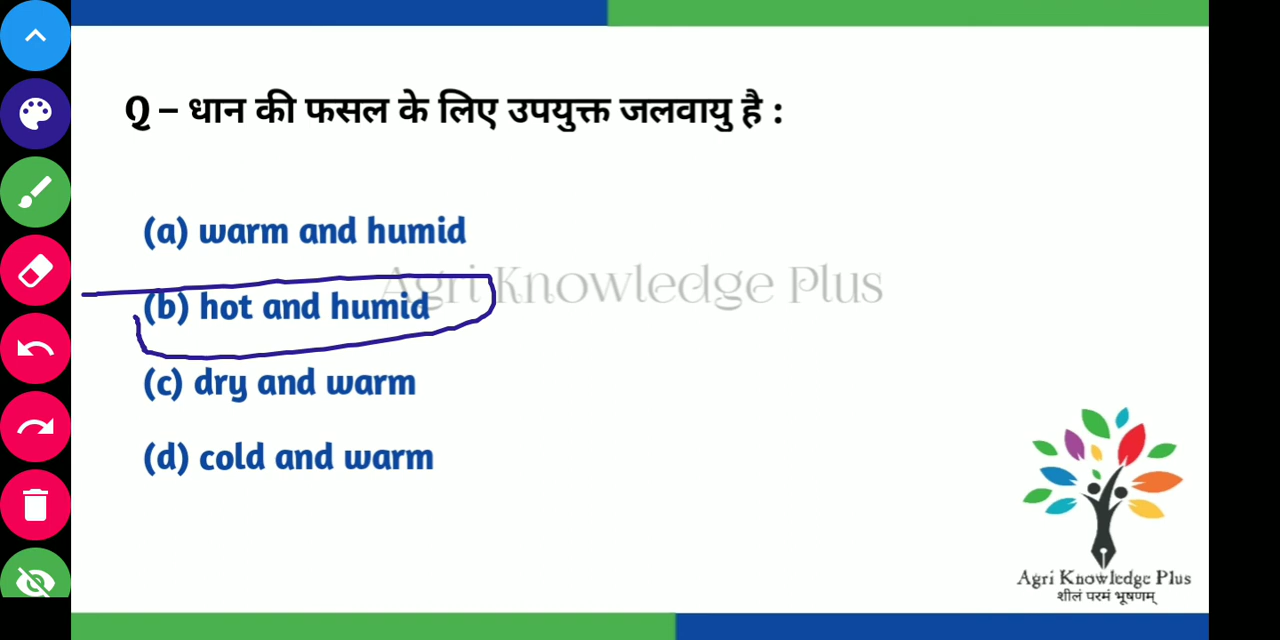 Q – धान की फसल के लिए उपयुक्त जलवायु है :
(a) warm and humid
Agri Knowledge Plus
(b) hot and humid
(c) dry and warm
(d) cold and warm
Agri Knowledge Plus
शीलं परमं भूषणम्